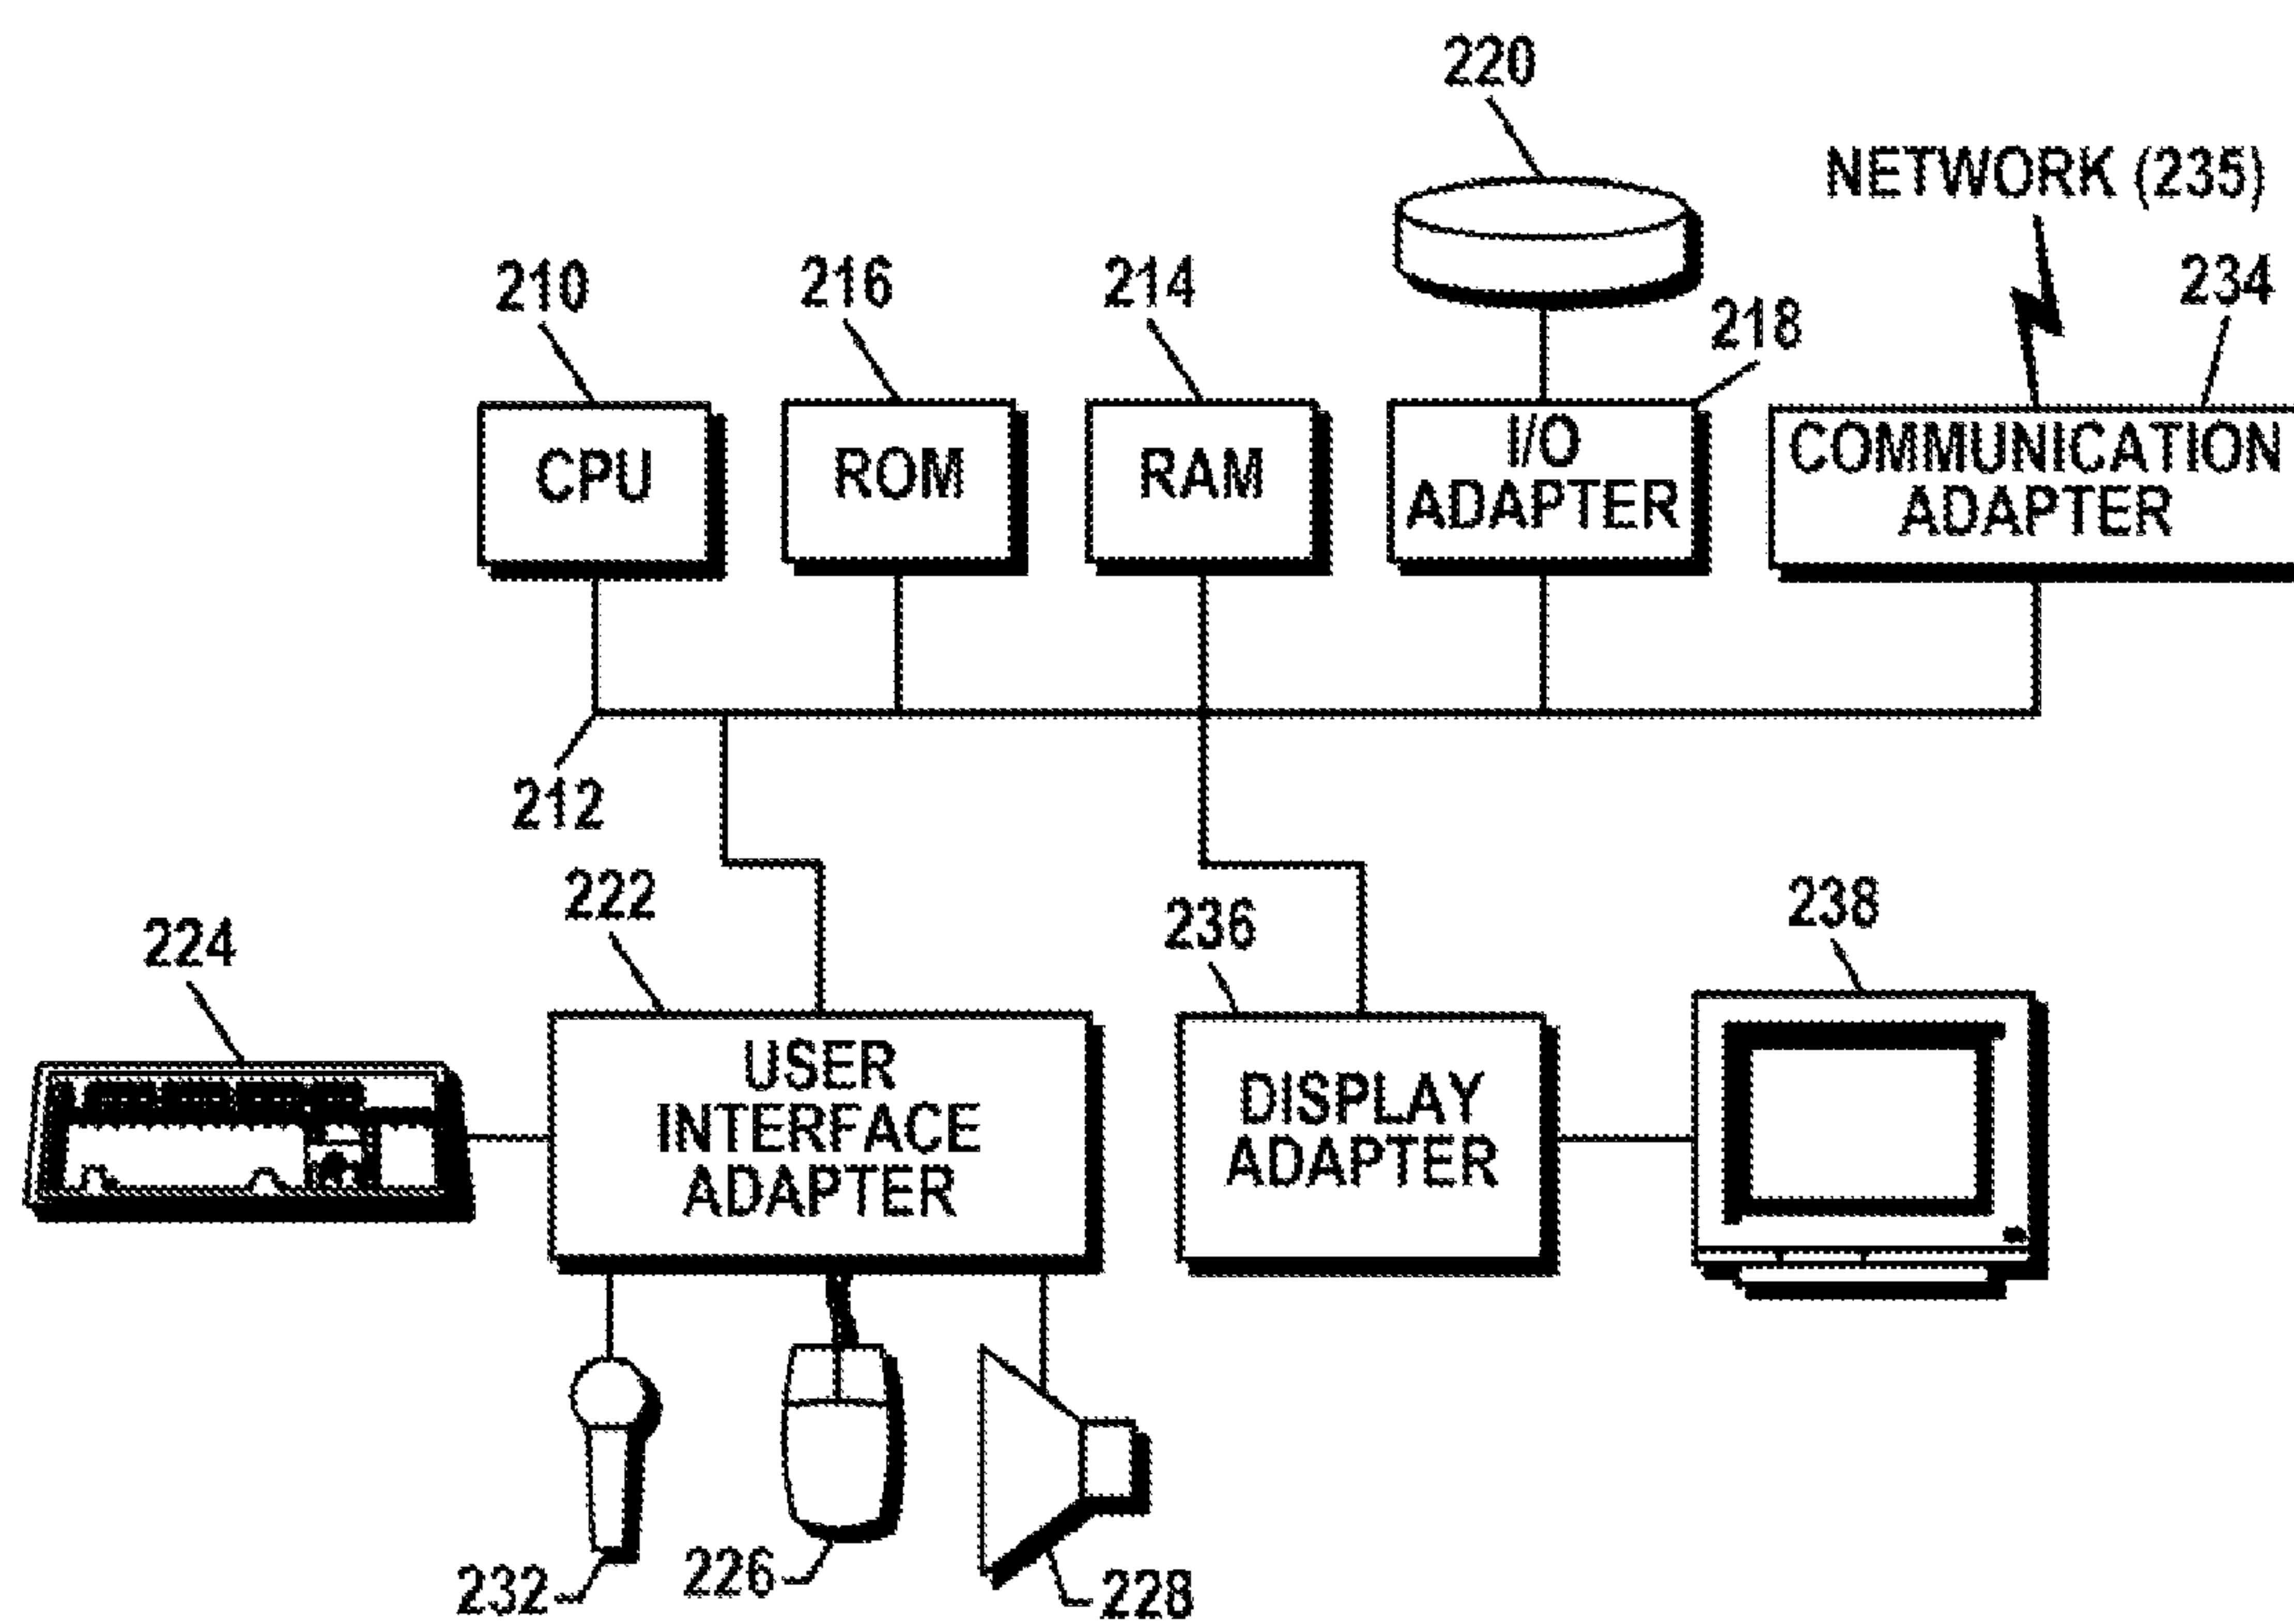 220
NETWORK (235)
210
216
214
218
234
CPU
ROM
RAM
I/O
ADAPTER
COMMUNICATION
ADAPTER
212
222
224
236
238
USER
INTERFACE
ADAPTER
DISPLAY
ADAPTER
232
226
228